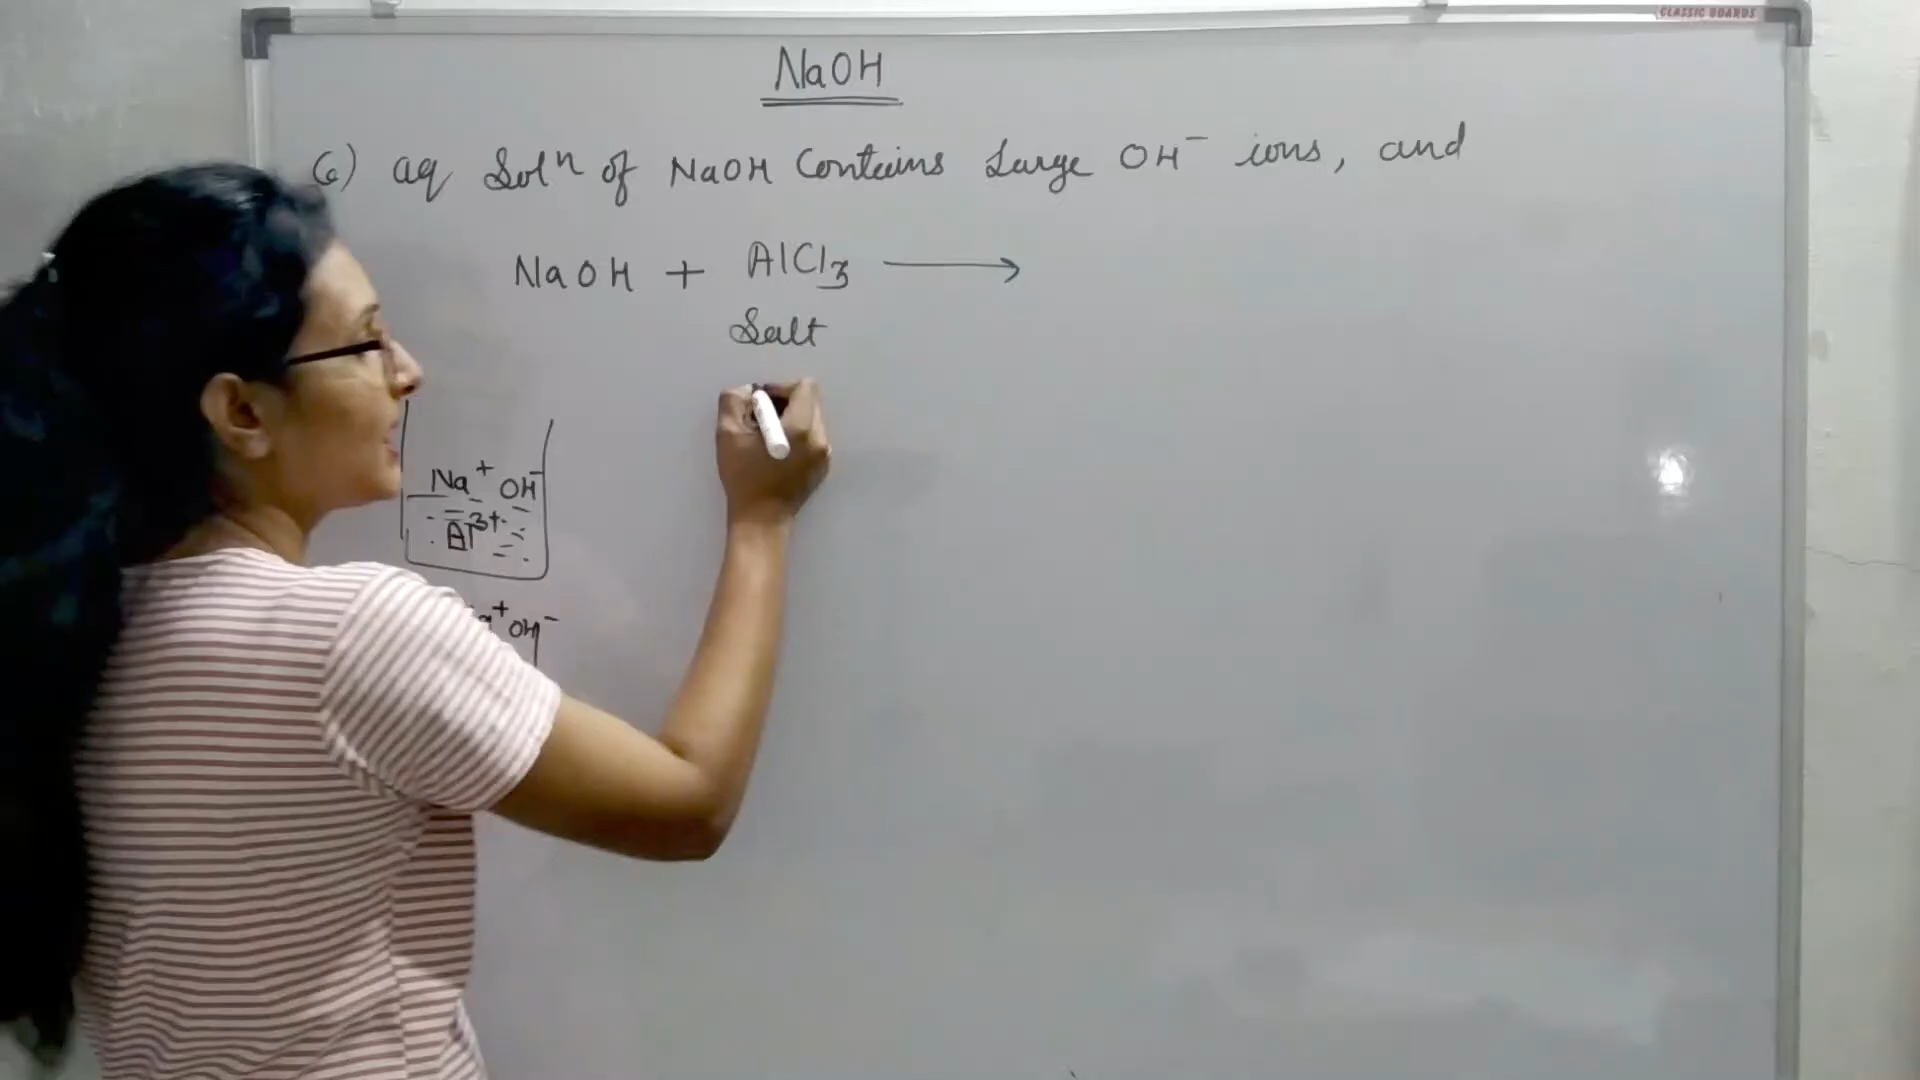 CLASSIC BOARDS
NaOH
6) aq Solⁿ of NaOH Contains Large OH⁻ ions, and
NaOH + AlCl₃ ⟶
Salt
Na⁺ OH⁻
Al³⁺
⁺OH⁻